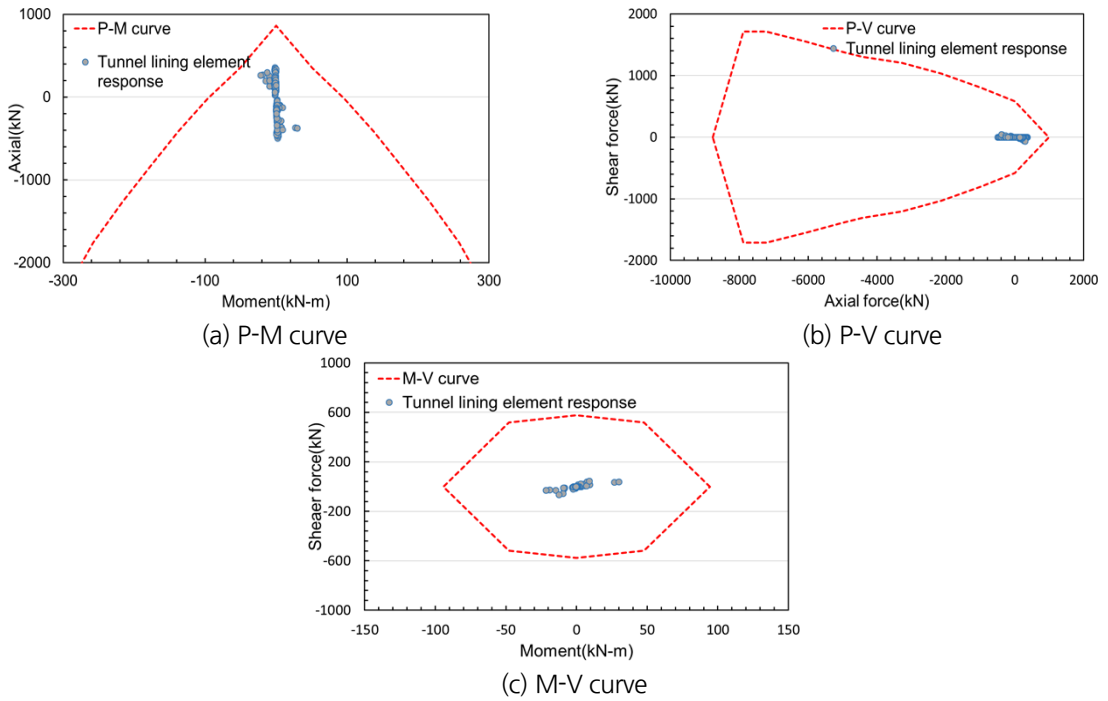 1000
0
-1000
-2000
-300
-100
100
300
Axial(kN)
Moment(kN-m)
P-M curve
Tunnel lining element
response
(a) P-M curve
2000
1000
0
-1000
-2000
-10000
-8000
-6000
-4000
-2000
0
2000
Shear force(kN)
Axial force(kN)
P-V curve
Tunnel lining element response
(b) P-V curve
1000
600
200
-200
-600
-1000
-150
-100
-50
0
50
100
150
Sheaer force(kN)
Moment(kN-m)
M-V curve
Tunnel lining element response
(c) M-V curve